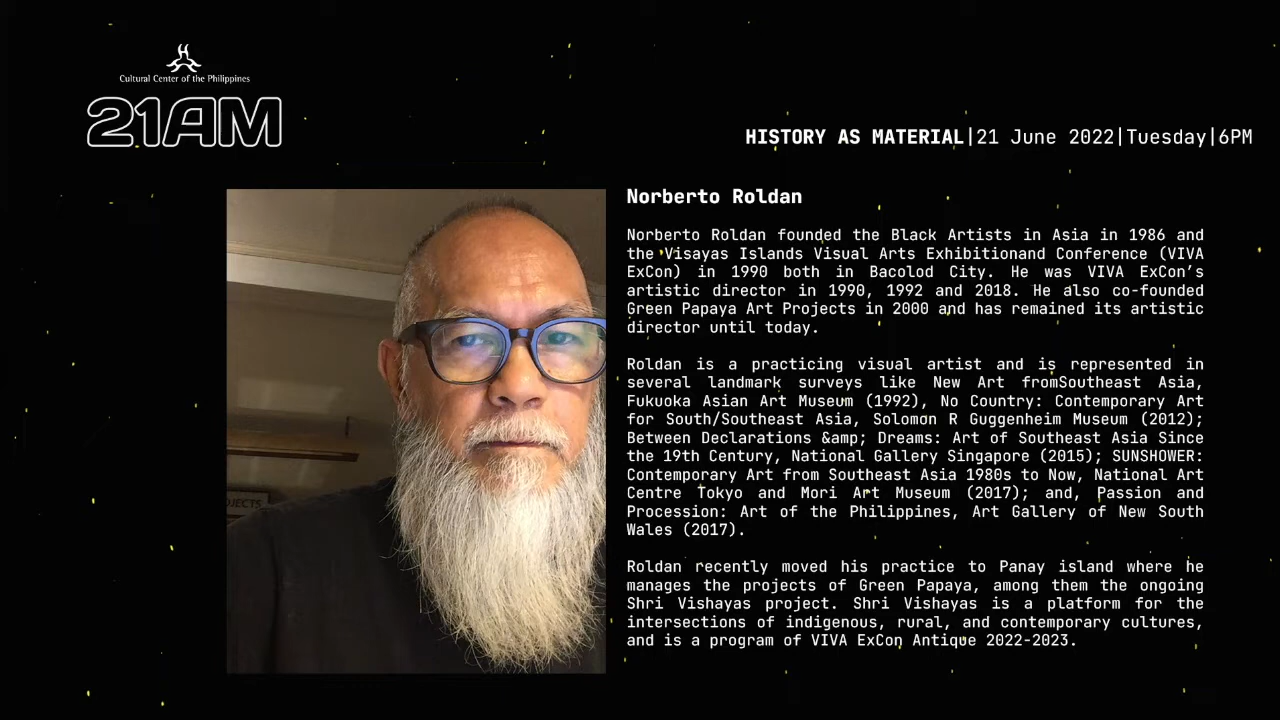 Cultural Center of the Philippines
21AM
HISTORY AS MATERIAL|21 June 2022|Tuesday|6PM
Norberto Roldan
Norberto Roldan founded the Black Artists in Asia in 1986 and
the Visayas Islands Visual Arts Exhibitionand Conference (VIVA
ExCon) in 1990 both in Bacolod City. He was VIVA ExCon's
artistic director in 1990, 1992 and 2018. He also co-founded
Green Papaya Art Projects in 2000 and has remained its artistic
director until today.
Roldan is a practicing visual artist and is represented in
several landmark surveys like New Art fromSoutheast Asia,
Fukuoka Asian Art Museum (1992), No Country: Contemporary Art
for South/Southeast Asia, Solomon R Guggenheim Museum (2012);
Between Declarations &amp; Dreams: Art of Southeast Asia Since
the 19th Century, National Gallery Singapore (2015); SUNSHOWER:
Contemporary Art from Southeast Asia 1980s to Now, National Art
Centre Tokyo and Mori Art Museum (2017); and, Passion and
Procession: Art of the Philippines, Art Gallery of New South
Wales (2017).
Roldan recently moved his practice to Panay island where he
manages the projects of Green Papaya, among them the ongoing
Shri Vishayas project. Shri Vishayas is a platform for the
intersections of indigenous, rural, and contemporary cultures,
and is a program of VIVA ExCon Antique 2022-2023.